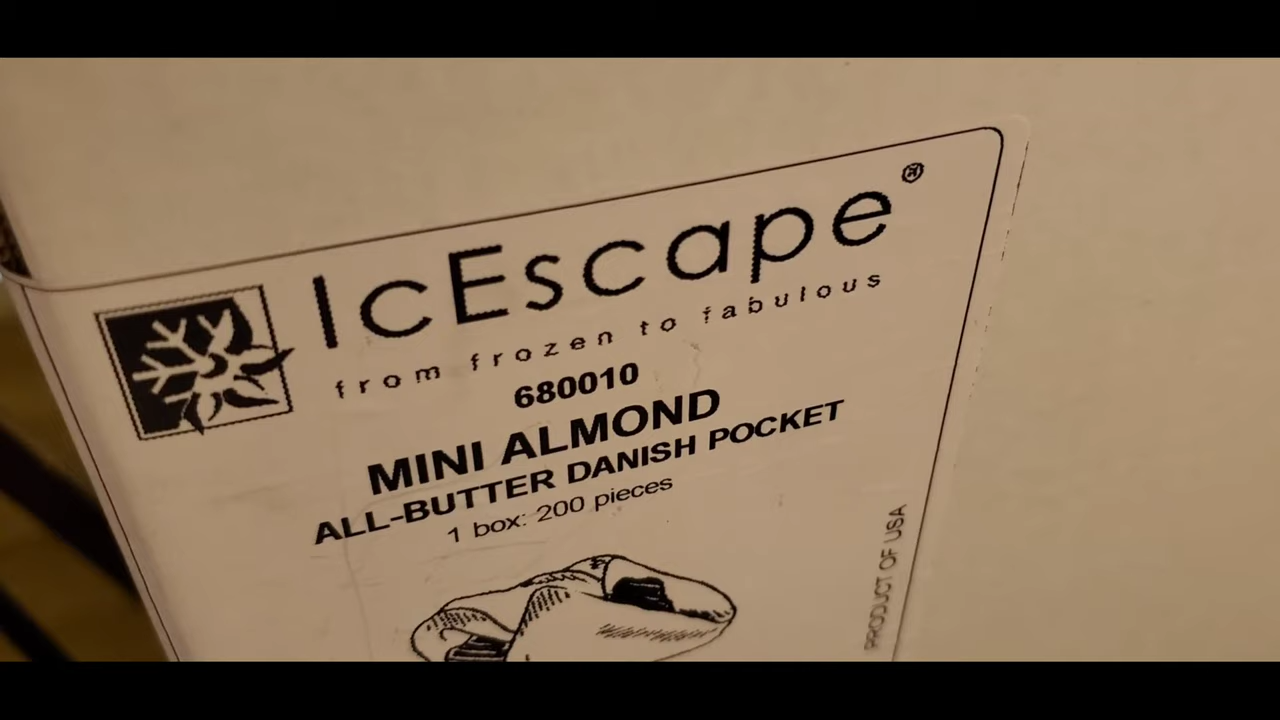 IcEscape®
from frozen to fabulous
680010
MINI ALMOND
ALL-BUTTER DANISH POCKET
1 box: 200 pieces
PRODUCT OF USA